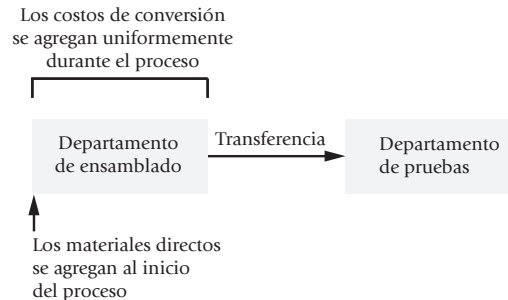 Los costos de conversión
se agregan uniformemente
durante el proceso
Departamento
de ensamblado
Transferencia
Departamento
de pruebas
Los materiales directos
se agregan al inicio
del proceso